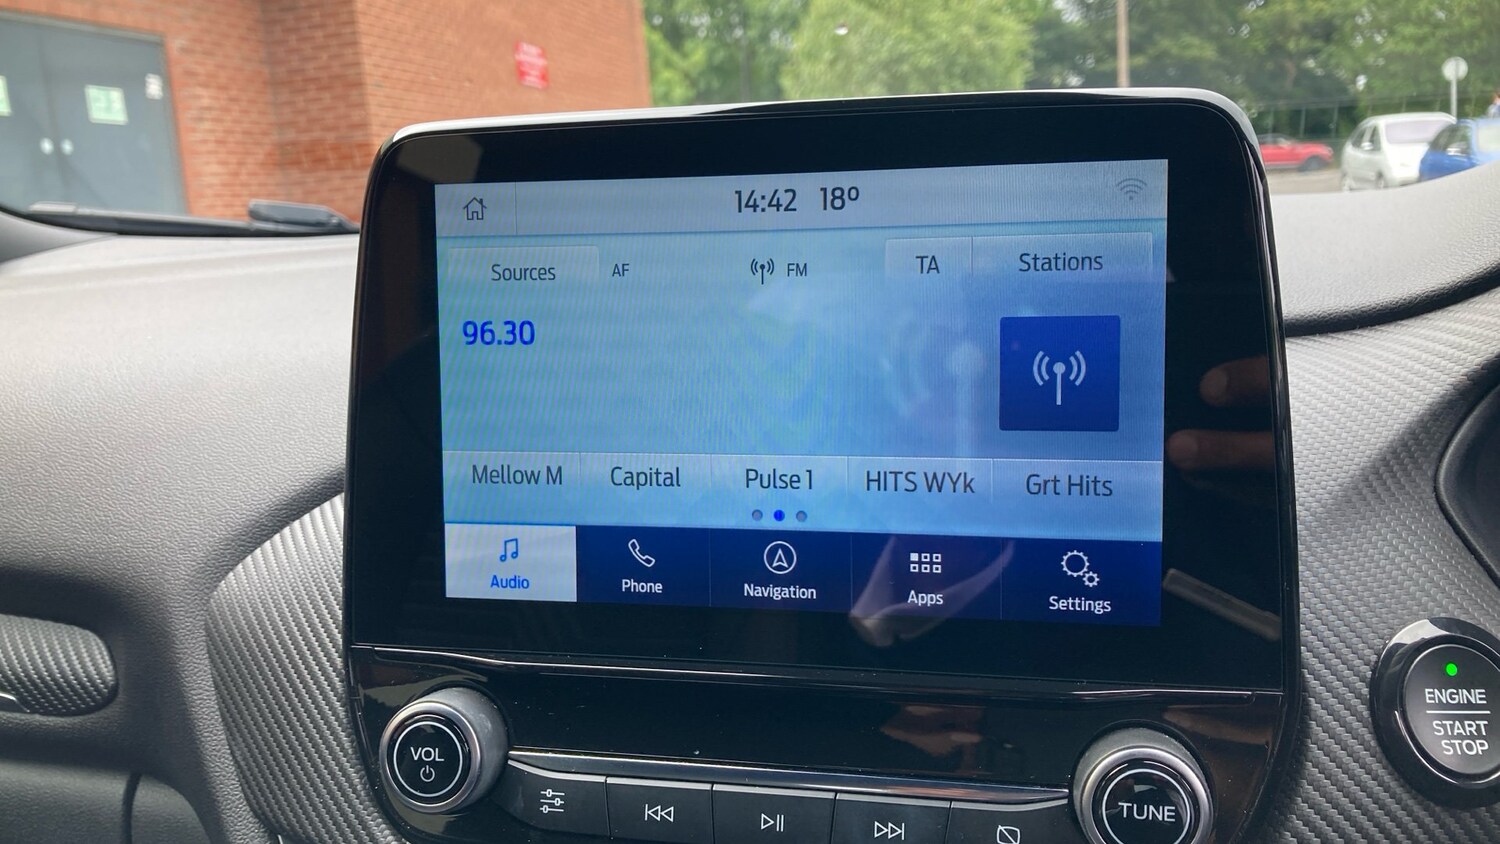 14:42 18º
Sources AF FM TA Stations
96.30
Mellow M Capital Pulse 1 HITS WYk Grt Hits
Audio Phone Navigation Apps Settings
VOL
TUNE
ENGINE
START
STOP